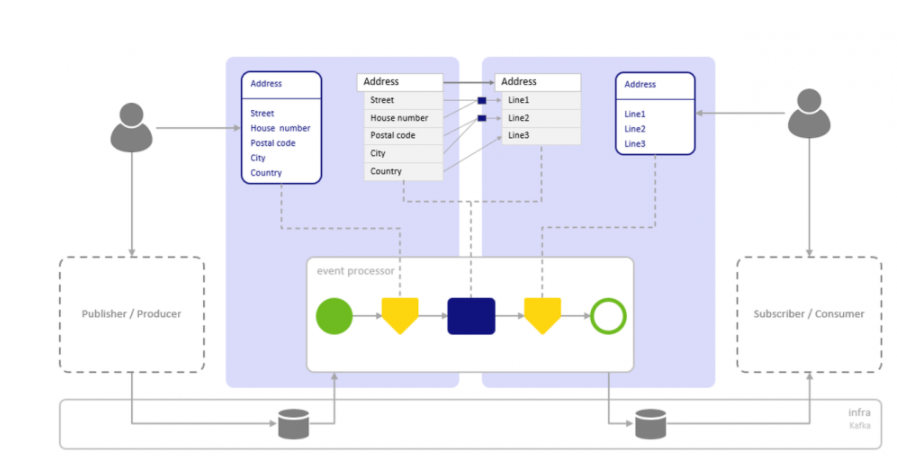 Address
Street
House number
Postal code
City
Country
Address
Street
House number
Postal code
City
Country
Address
Line1
Line2
Line3
Address
Line1
Line2
Line3
event processor
Publisher / Producer
Subscriber / Consumer
infra
Kafka